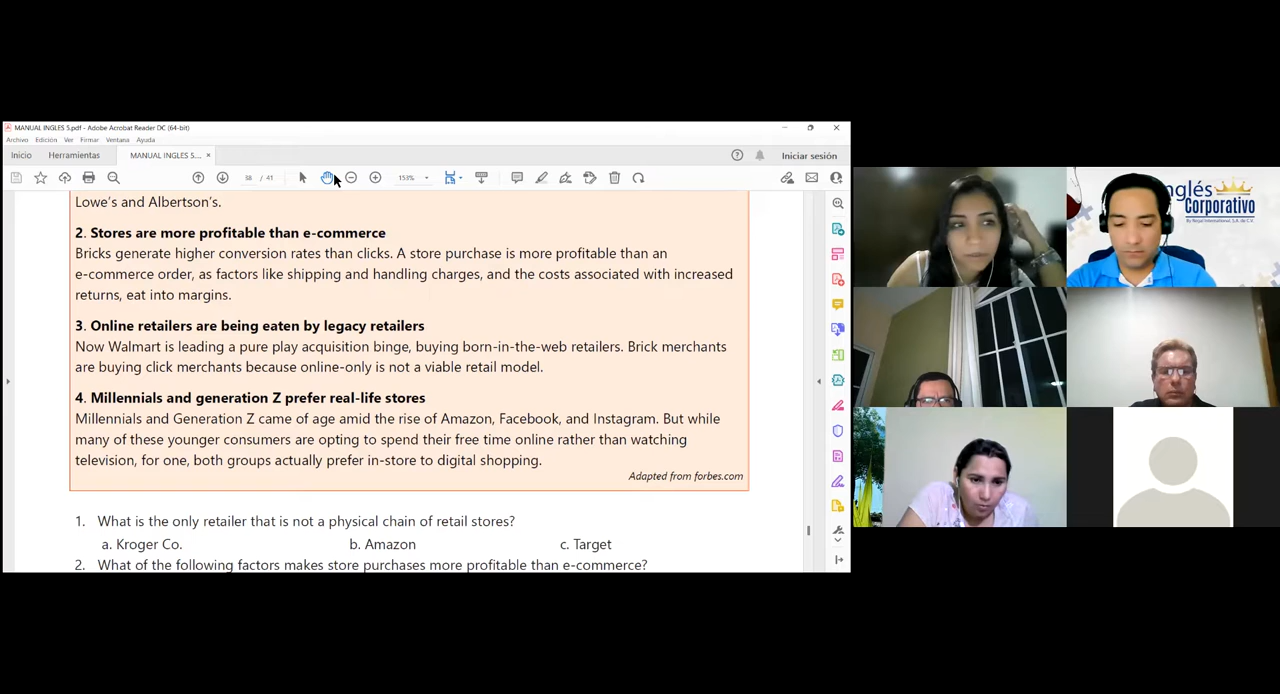 MANUAL INGLES 5.pdf - Adobe Acrobat Reader DC (64-bit)
Archivo Edición Ver Firmar Ventana Ayuda
Inicio Herramientas MANUAL INGLES 5.... × Iniciar sesión
38 / 41 153%
Lowe's and Albertson's.
2. Stores are more profitable than e-commerce
Bricks generate higher conversion rates than clicks. A store purchase is more profitable than an
e-commerce order, as factors like shipping and handling charges, and the costs associated with increased
returns, eat into margins.
3. Online retailers are being eaten by legacy retailers
Now Walmart is leading a pure play acquisition binge, buying born-in-the-web retailers. Brick merchants
are buying click merchants because online-only is not a viable retail model.
4. Millennials and generation Z prefer real-life stores
Millennials and Generation Z came of age amid the rise of Amazon, Facebook, and Instagram. But while
many of these younger consumers are opting to spend their free time online rather than watching
television, for one, both groups actually prefer in-store to digital shopping.
Adapted from forbes.com
1. What is the only retailer that is not a physical chain of retail stores?
a. Kroger Co. b. Amazon c. Target
2. What of the following factors makes store purchases more profitable than e-commerce?
nglés
Corporativo